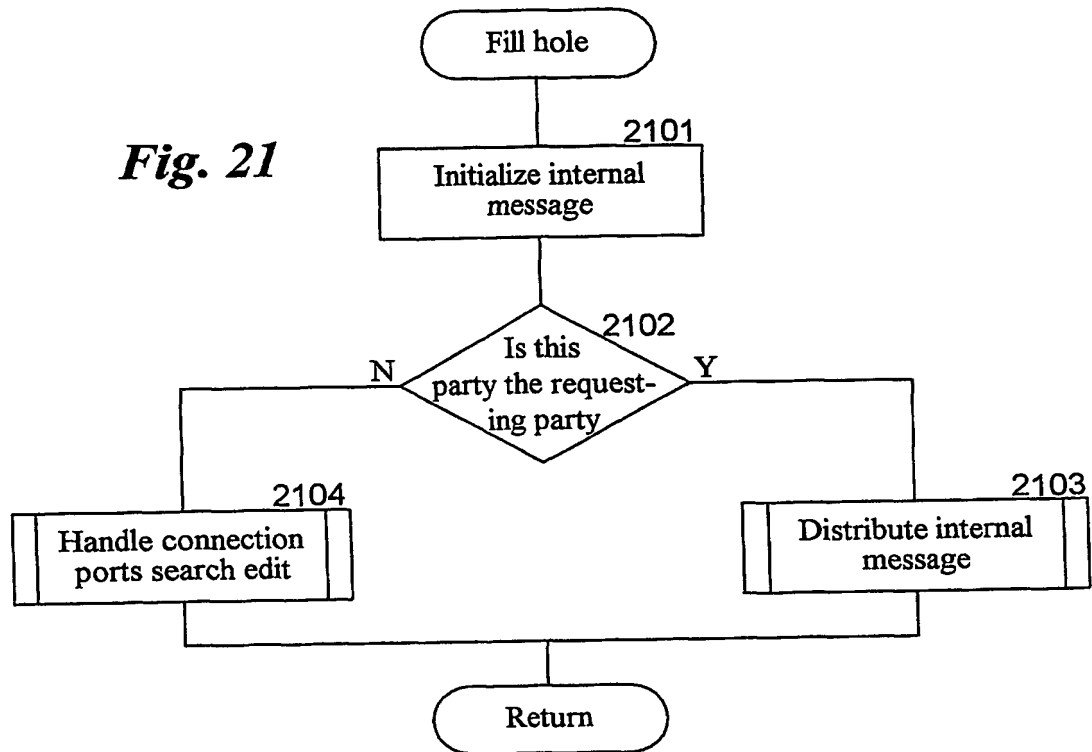 Fill hole
Fig. 21
2101
Initialize internal
message
2102
Is this
party the request-
ing party
N
Y
2104
Handle connection
ports search edit
2103
Distribute internal
message
Return